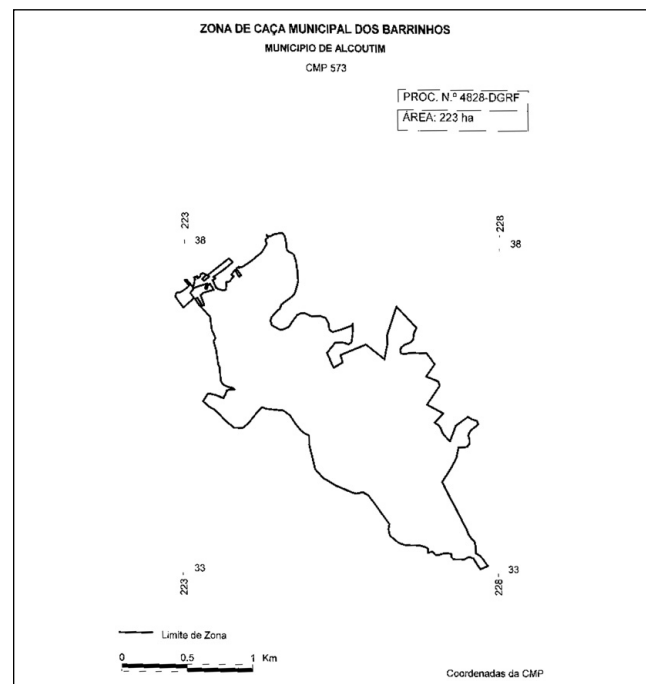 ZONA DE CAÇA MUNICIPAL DOS BARRINHOS
MUNICIPIO DE ALCOUTIM
CMP 573
PROC. N.º 4828-DGRF
ÁREA: 223 ha
223
38
228
38
223
33
228
33
Limite de Zona
0 0.5 1 Km
Coordenadas da CMP